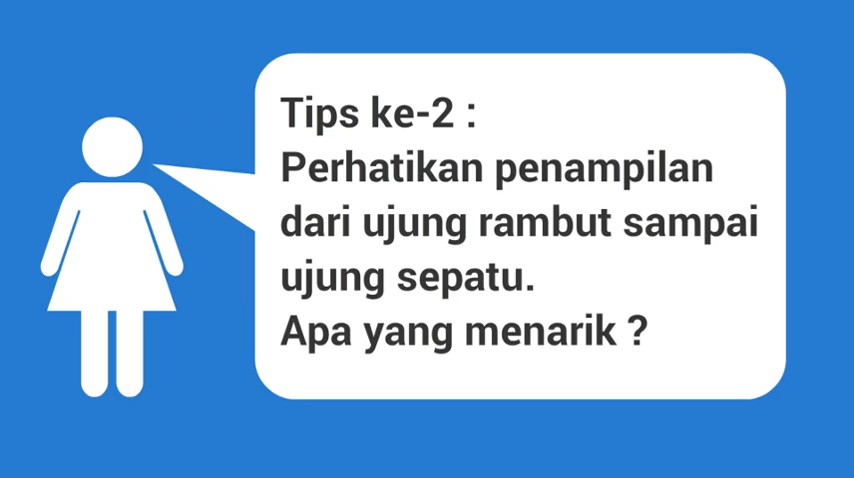 Tips ke-2 :
Perhatikan penampilan
dari ujung rambut sampai
ujung sepatu.
Apa yang menarik ?